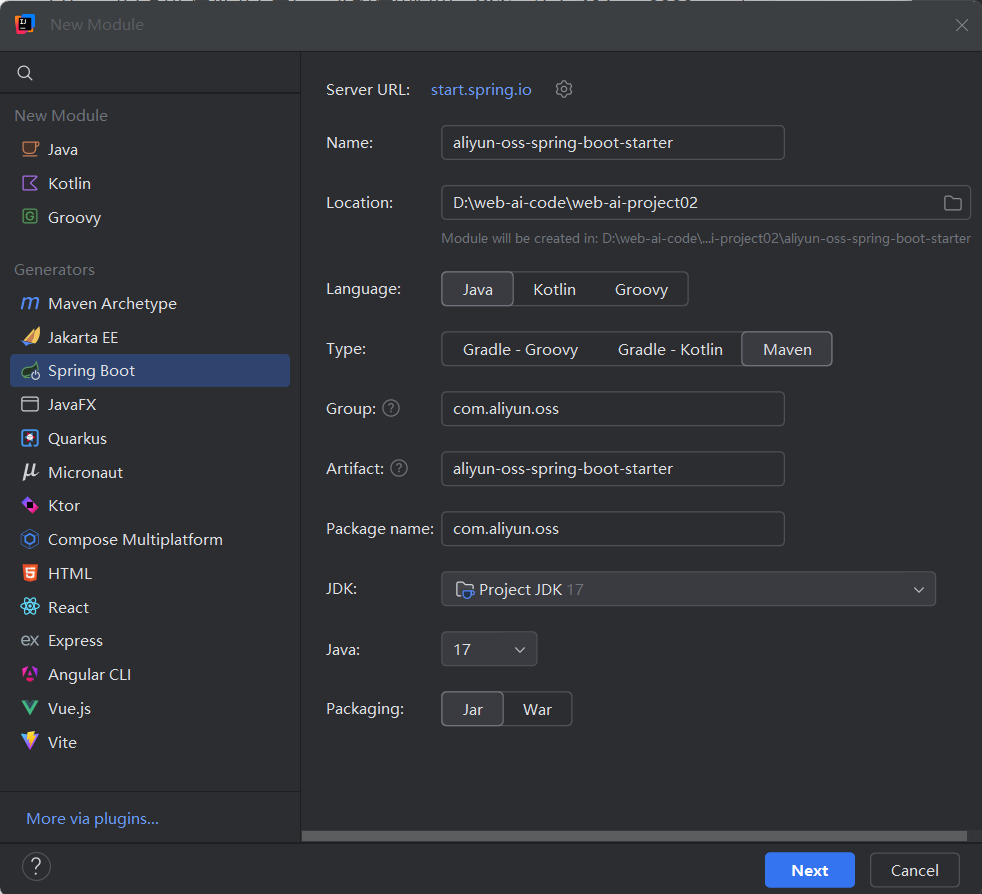 New Module
New Module
Java
Kotlin
Groovy
Generators
Maven Archetype
Jakarta EE
Spring Boot
JavaFX
Quarkus
Micronaut
Ktor
Compose Multiplatform
HTML
React
Express
Angular CLI
Vue.js
Vite
More via plugins...
Server URL: start.spring.io
Name: aliyun-oss-spring-boot-starter
Location: D:\web-ai-code\web-ai-project02
Module will be created in: D:\web-ai-code\...i-project02\aliyun-oss-spring-boot-starter
Language: Java Kotlin Groovy
Type: Gradle - Groovy Gradle - Kotlin Maven
Group: ? com.aliyun.oss
Artifact: ? aliyun-oss-spring-boot-starter
Package name: com.aliyun.oss
JDK: Project JDK 17
Java: 17
Packaging: Jar War
? Next Cancel